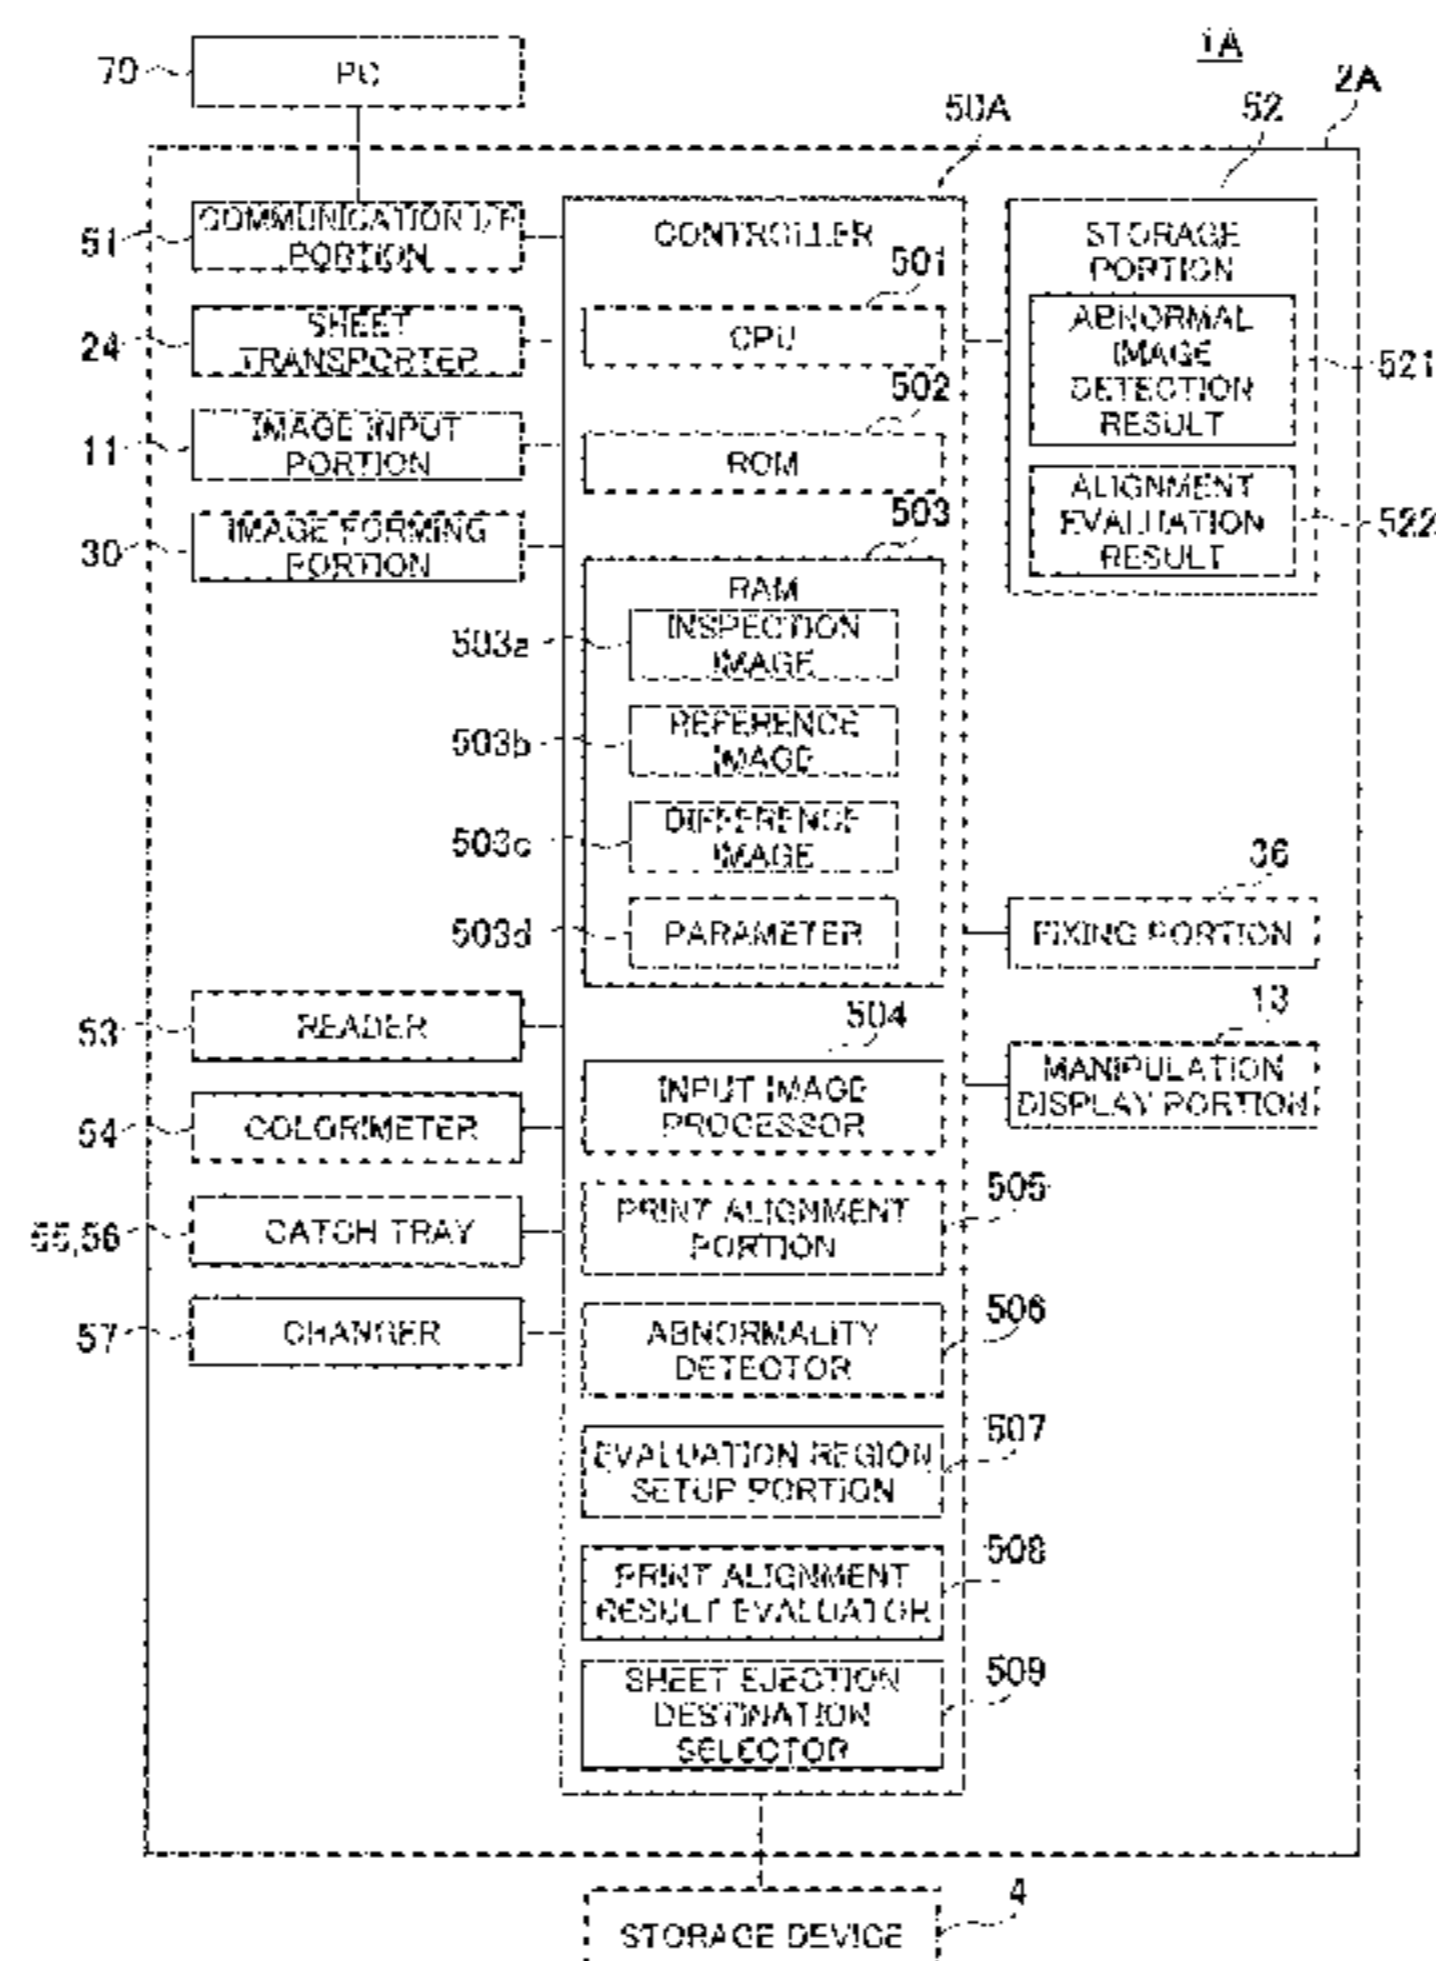 1A
2A
70
PC
50A
52
51
COMMUNICATION I/F
PORTION
CONTROLLER
STORAGE
PORTION
501
CPU
ABNORMAL
IMAGE
DETECTION
RESULT
521
24
SHEET
TRANSPORTER
502
ROM
11
IMAGE INPUT
PORTION
ALIGNMENT
EVALUATION
RESULT
522
30
IMAGE FORMING
PORTION
503
RAM
503a
INSPECTION
IMAGE
503b
REFERENCE
IMAGE
503c
DIFFERENCE
IMAGE
503d
PARAMETER
36
FIXING PORTION
13
MANIPULATION
DISPLAY PORTION
53
READER
504
INPUT IMAGE
PROCESSOR
54
COLORIMETER
505
PRINT ALIGNMENT
PORTION
55,56
CATCH TRAY
506
ABNORMALITY
DETECTOR
57
CHANGER
507
EVALUATION REGION
SETUP PORTION
508
PRINT ALIGNMENT
RESULT EVALUATOR
509
SHEET EJECTION
DESTINATION
SELECTOR
4
STORAGE DEVICE